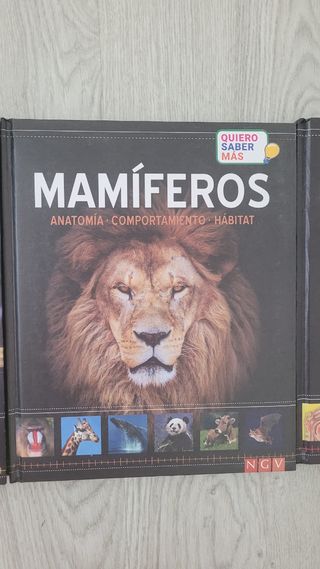 QUIERO
SABER
MÁS
MAMÍFEROS
ANATOMÍA · COMPORTAMIENTO · HÁBITAT
NGV